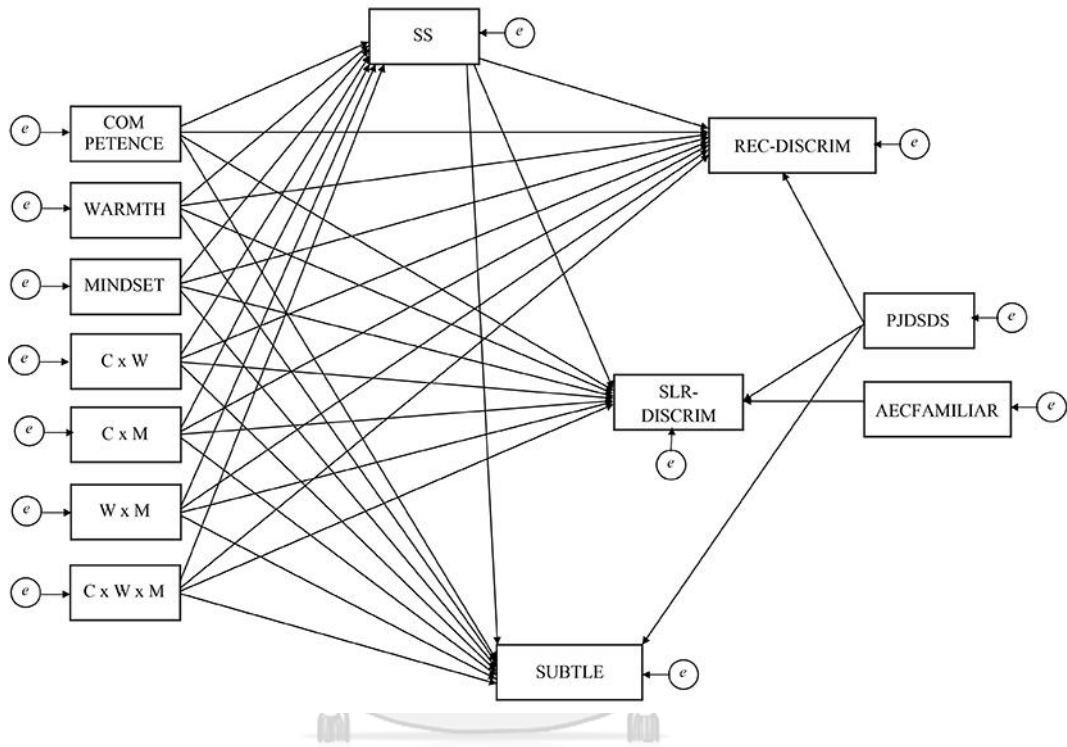 SS
e
COM
PETENCE
e
REC-DISCRIM
e
WARMTH
e
MINDSET
e
PJDSDS
e
C x W
e
SLR-
DISCRIM
e
AECFAMILIAR
e
C x M
e
W x M
e
C x W x M
e
SUBTLE
e